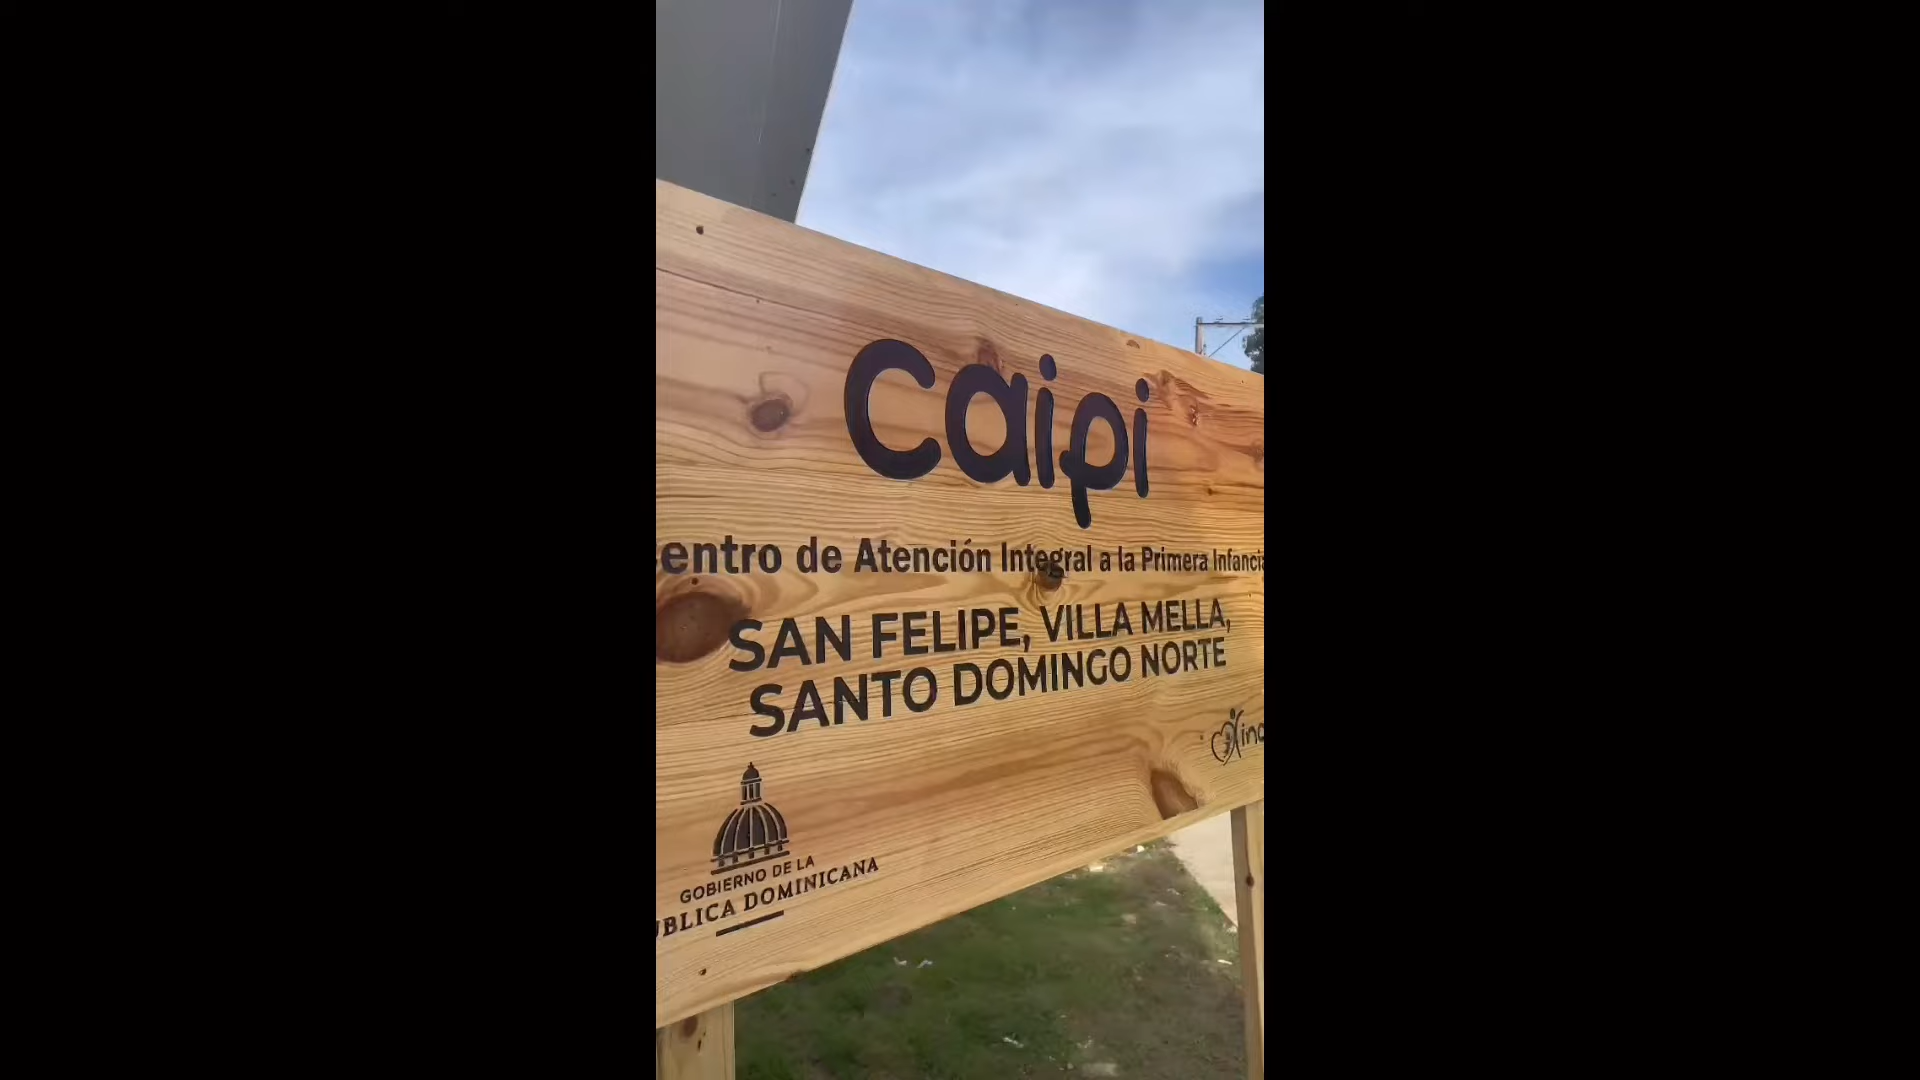 caipi
entro de Atención Integral a la Primera Infancia
SAN FELIPE, VILLA MELLA,
SANTO DOMINGO NORTE
GOBIERNO DE LA
BLICA DOMINICANA